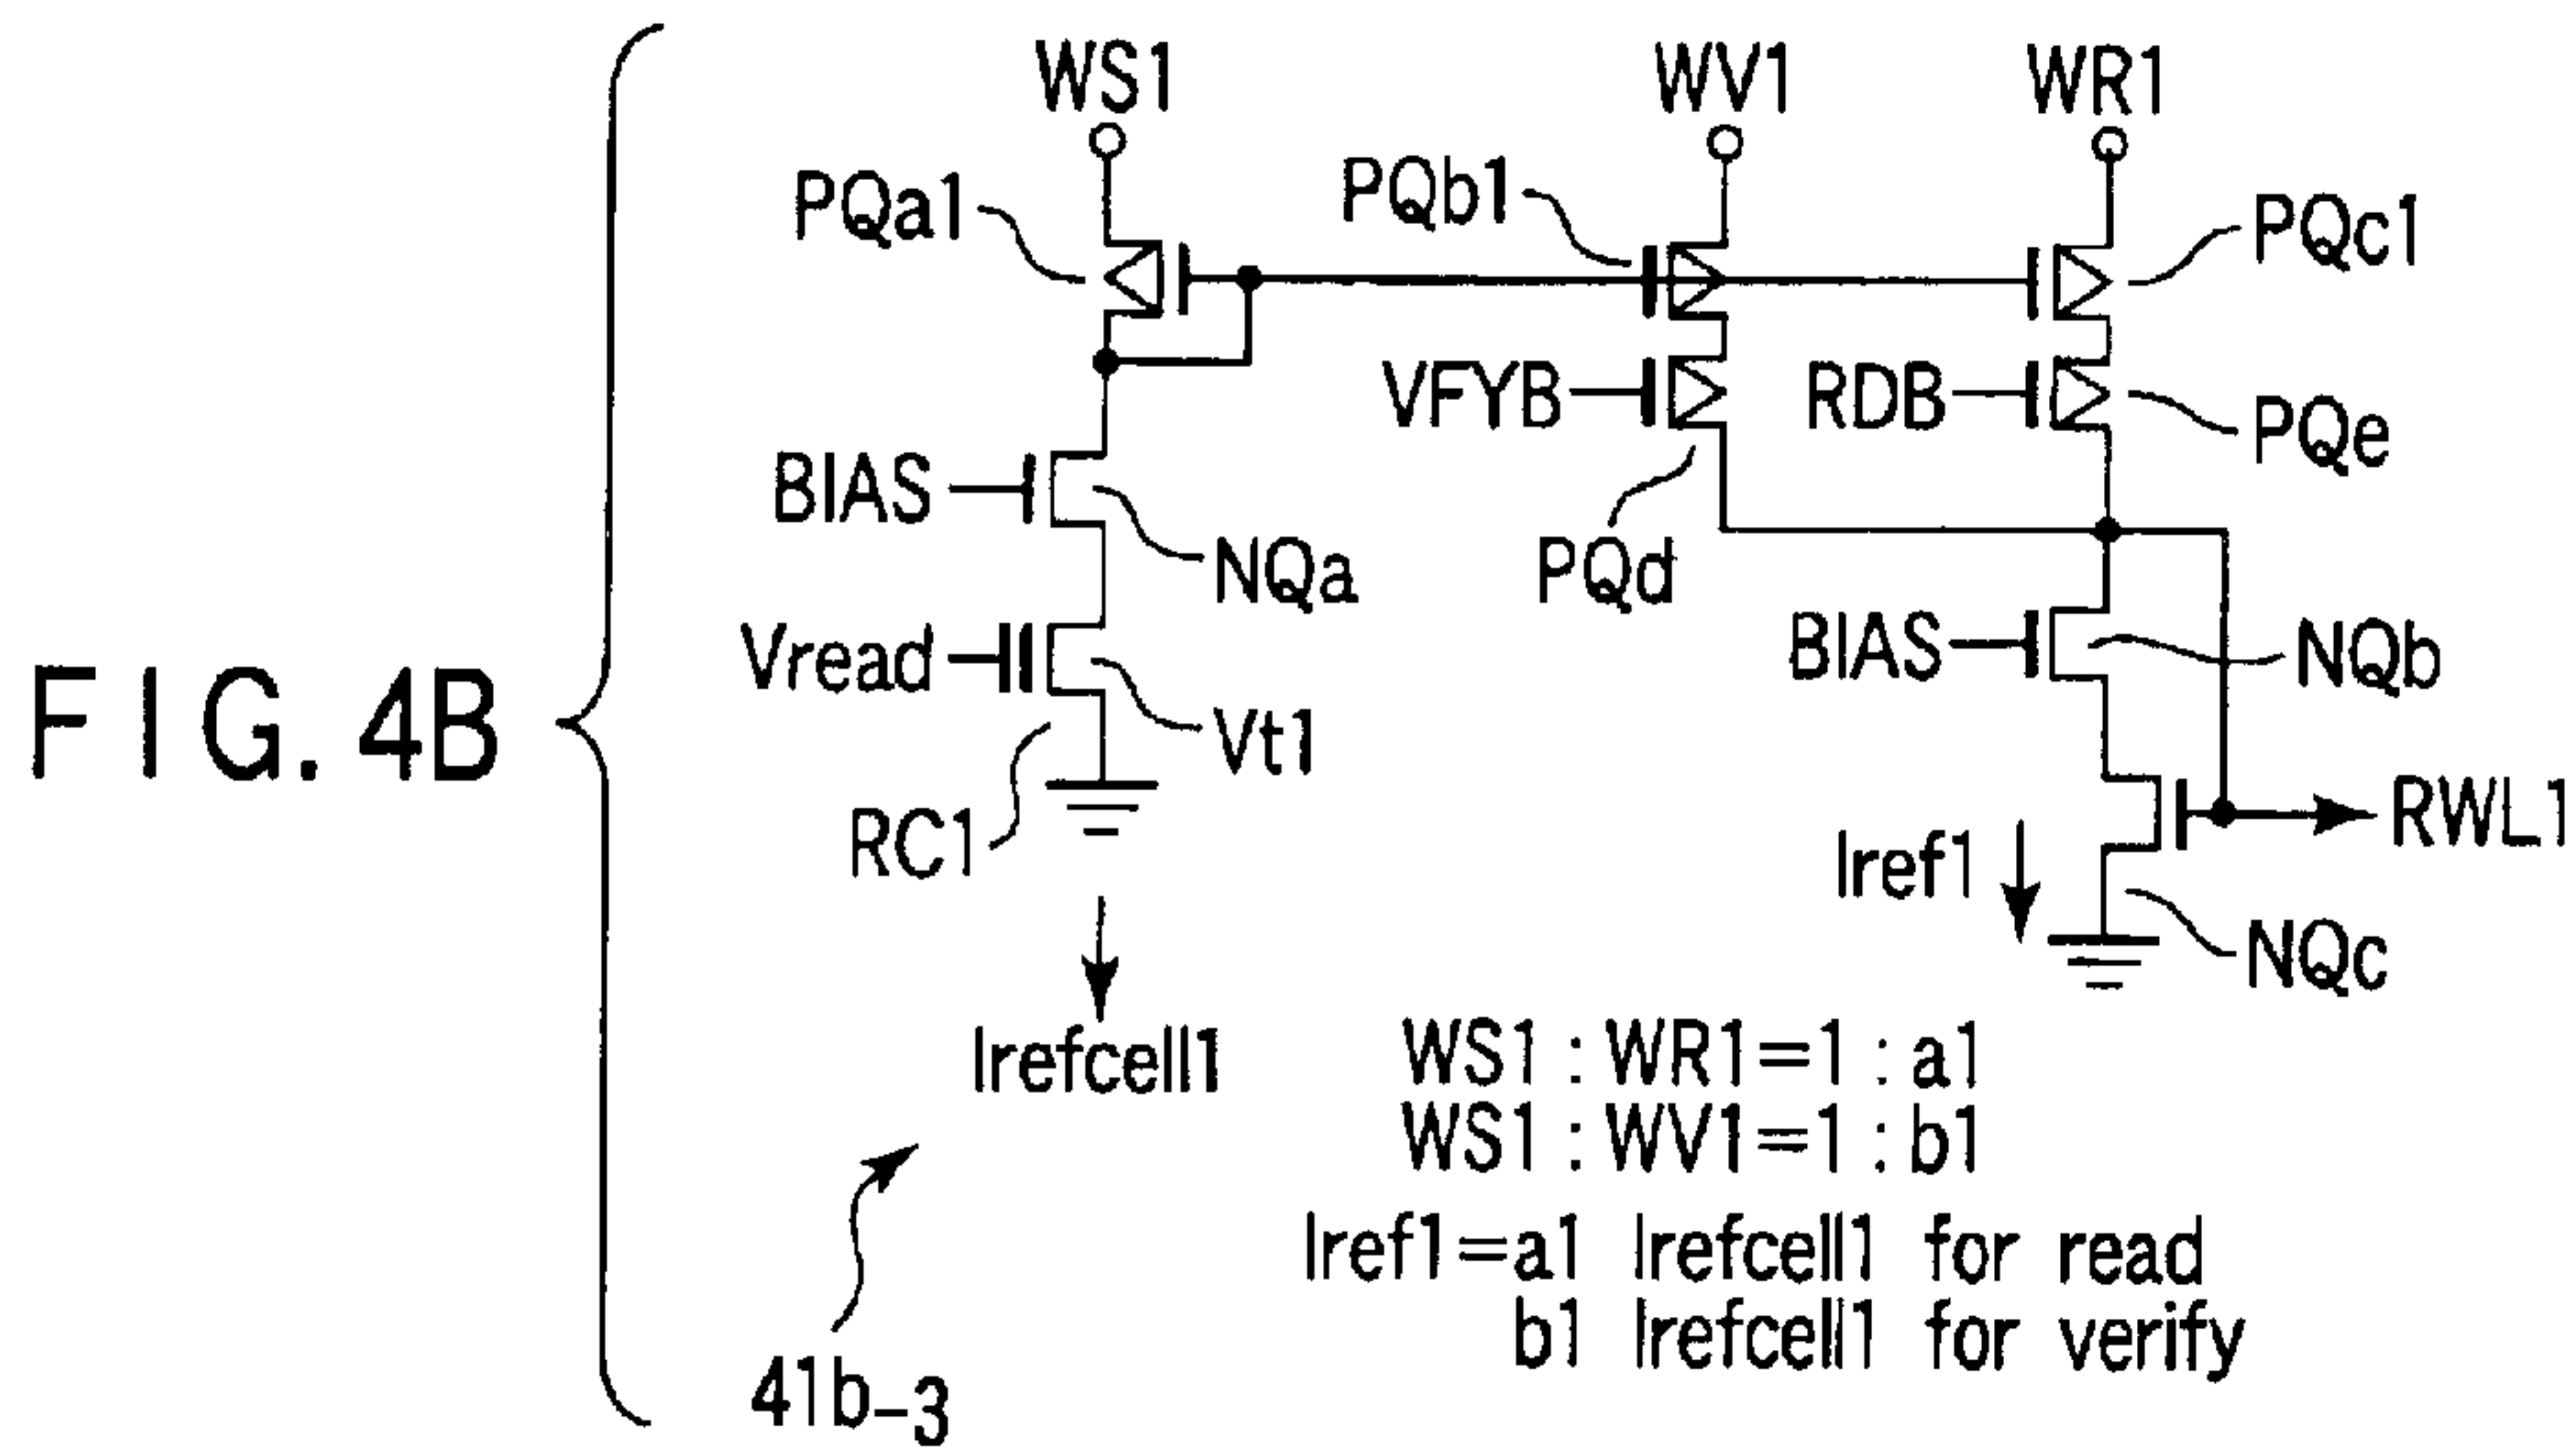 FIG. 4B
WS1
WV1
WR1
PQa1
PQb1
PQc1
VFYB
RDB
PQe
BIAS
NQa
PQd
BIAS
NQb
Vread
Vt1
RC1
RWL1
Iref1
NQc
Irefcell1
WS1 : WR1=1 : a1
WS1 : WV1=1 : b1
Iref1=a1 Irefcell1 for read
b1 Irefcell1 for verify
41b-3